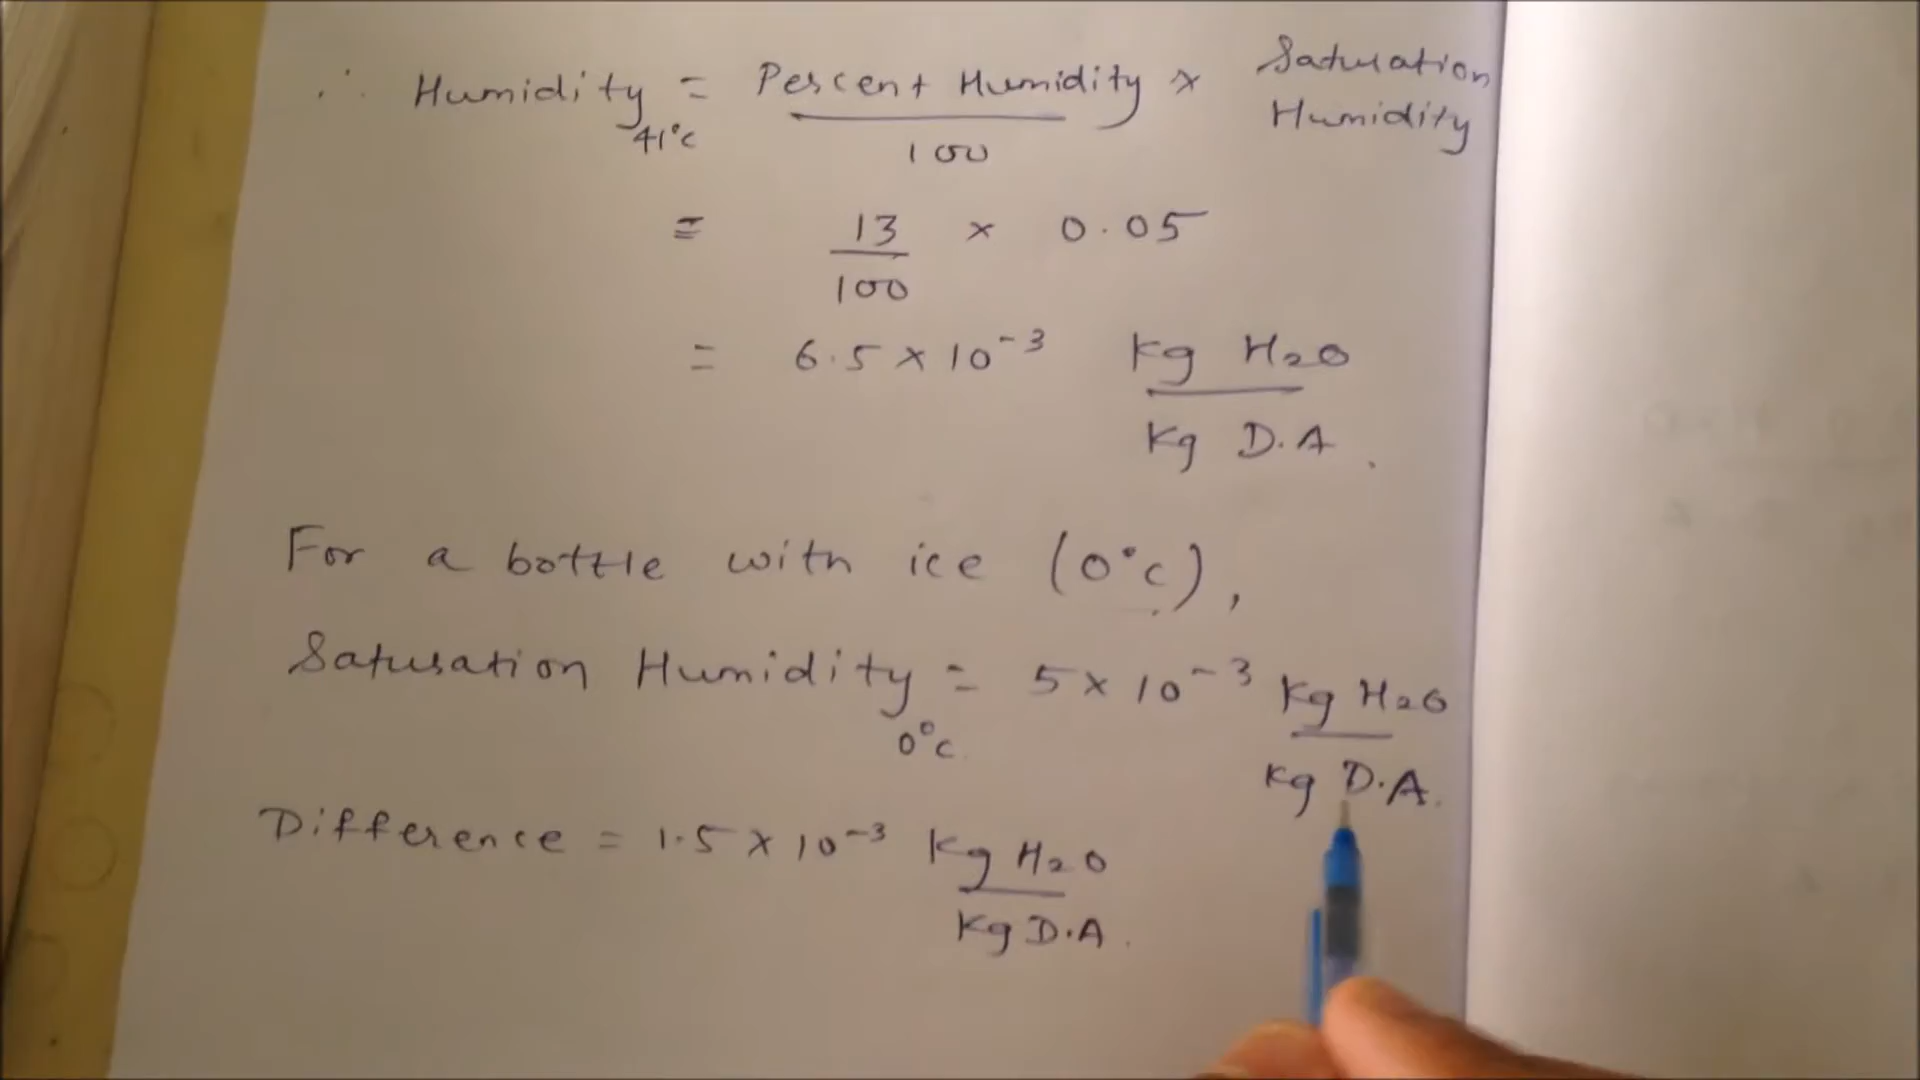 ∴ Humidity 41°C = Percent Humidity / 100 × Saturation Humidity
= 13 / 100 × 0.05
= 6.5 × 10⁻³ Kg H₂O / Kg D.A.
For a bottle with ice (0°C),
Saturation Humidity 0°C = 5 × 10⁻³ Kg H₂O / Kg D.A.
Difference = 1.5 × 10⁻³ Kg H₂O / Kg D.A.